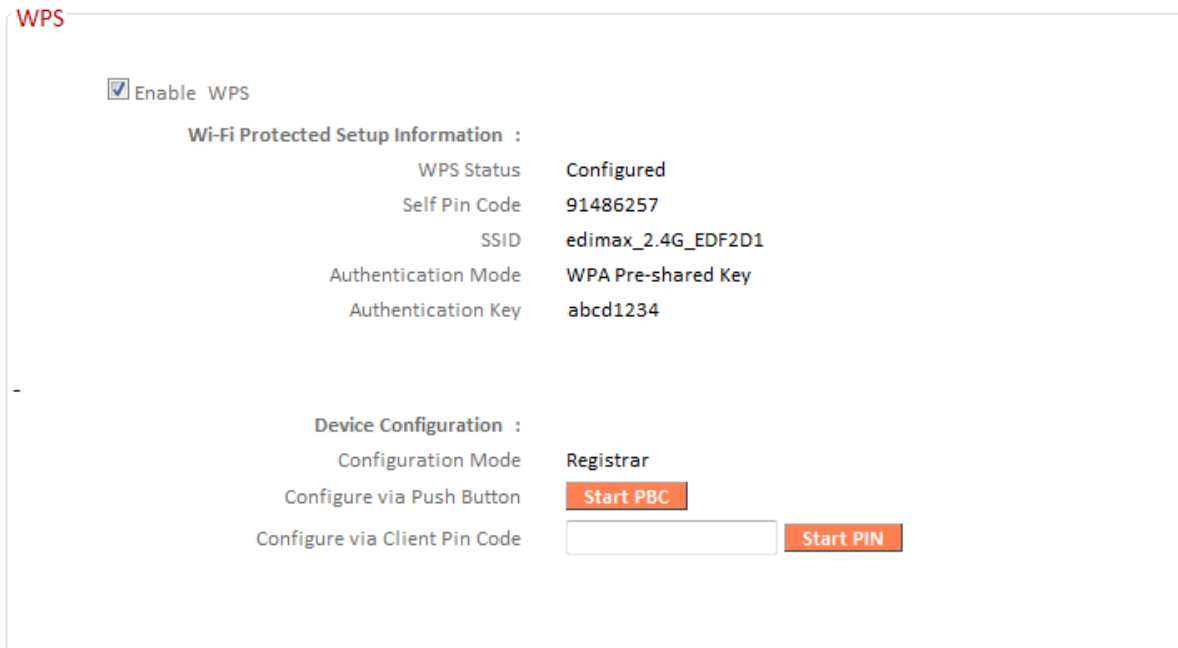 WPS
Enable WPS
Wi-Fi Protected Setup Information :
WPS Status Configured
Self Pin Code 91486257
SSID edimax_2.4G_EDF2D1
Authentication Mode WPA Pre-shared Key
Authentication Key abcd1234
-
Device Configuration :
Configuration Mode Registrar
Configure via Push Button Start PBC
Configure via Client Pin Code Start PIN